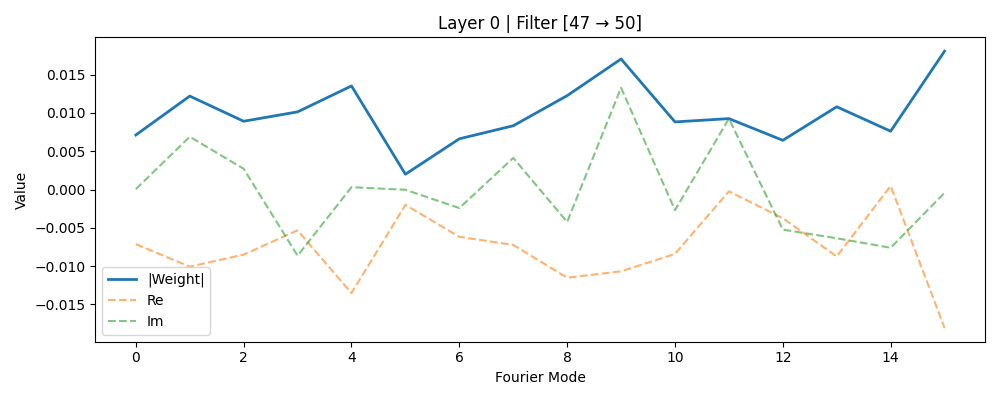 Layer 0 | Filter [47 → 50]
Value
0.015
0.010
0.005
0.000
−0.005
−0.010
−0.015
|Weight|
Re
Im
0 2 4 6 8 10 12 14
Fourier Mode